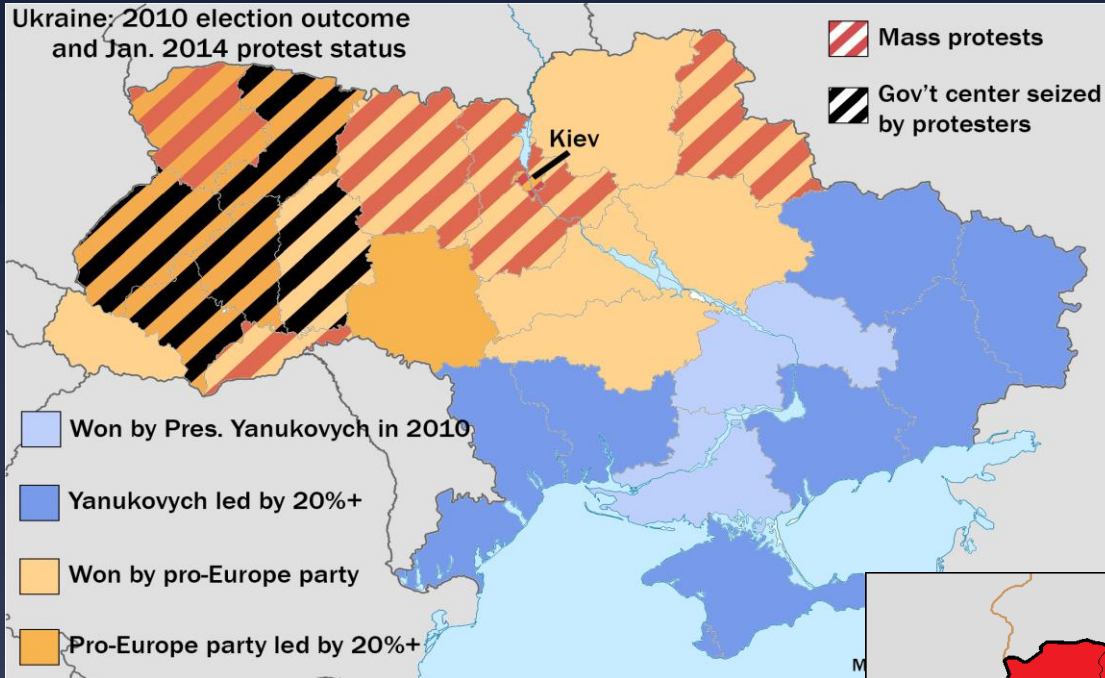 Ukraine: 2010 election outcome
and Jan. 2014 protest status
Mass protests
Gov't center seized
by protesters
Kiev
Won by Pres. Yanukovych in 2010
Yanukovych led by 20%+
Won by pro-Europe party
Pro-Europe party led by 20%+